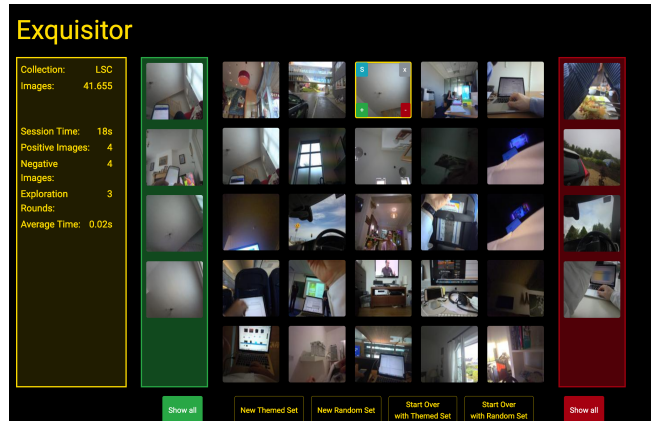 Exquisitor
Collection: LSC
Images: 41.655
Session Time: 18s
Positive Images: 4
Negative 4
Images:
Exploration 3
Rounds:
Average Time: 0.02s
S x
+ -
Show all
New Themed Set
New Random Set
Start Over
with Themed Set
Start Over
with Random Set
Show all